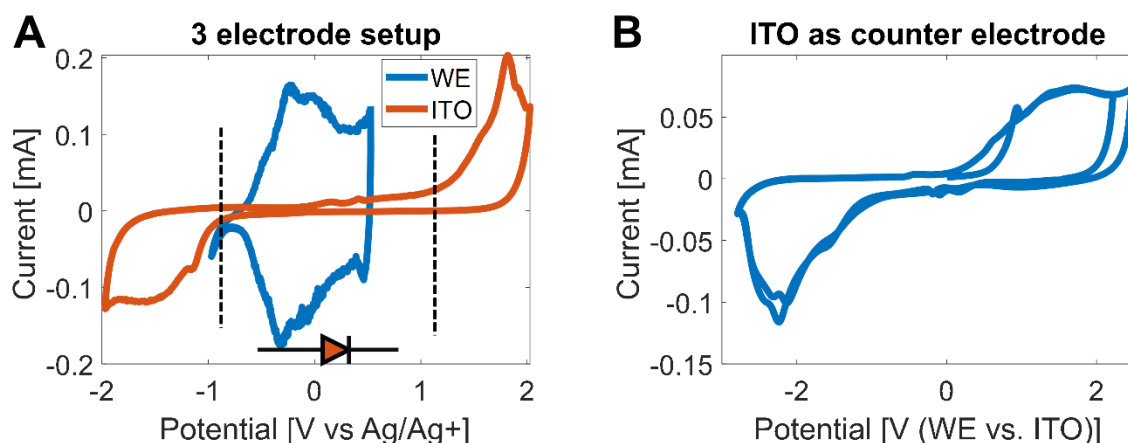 A
3 electrode setup
0.2
0.1
0
-0.1
-0.2
Current [mA]
WE
ITO
-2
-1
0
1
2
Potential [V vs Ag/Ag+]
B
ITO as counter electrode
0.05
0
-0.05
-0.1
-0.15
Current [mA]
-2
0
2
Potential [V (WE vs. ITO)]